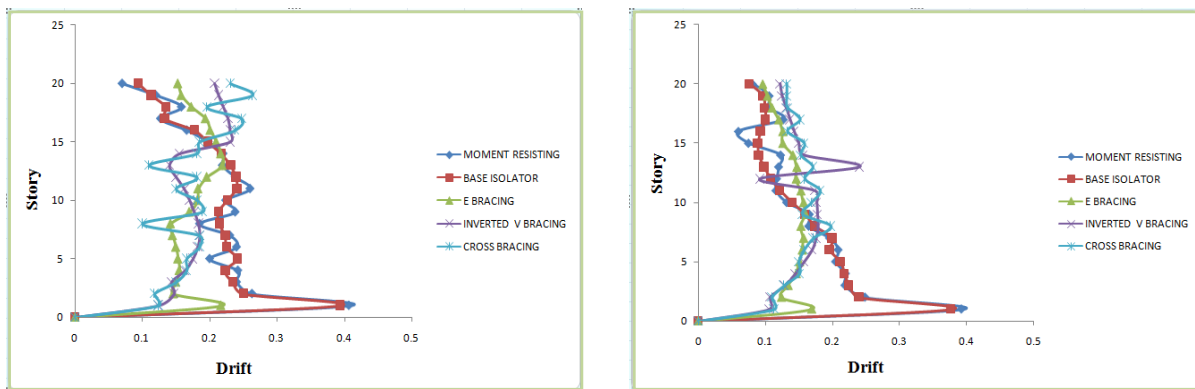 25
20
15
10
5
0
Story
0
0.1
0.2
0.3
0.4
0.5
Drift
MOMENT RESISTING
BASE ISOLATOR
E BRACING
INVERTED V BRACING
CROSS BRACING
25
20
15
10
5
0
Story
0
0.1
0.2
0.3
0.4
0.5
Drift
MOMENT RESISTING
BASE ISOLATOR
E BRACING
INVERTED V BRACING
CROSS BRACING